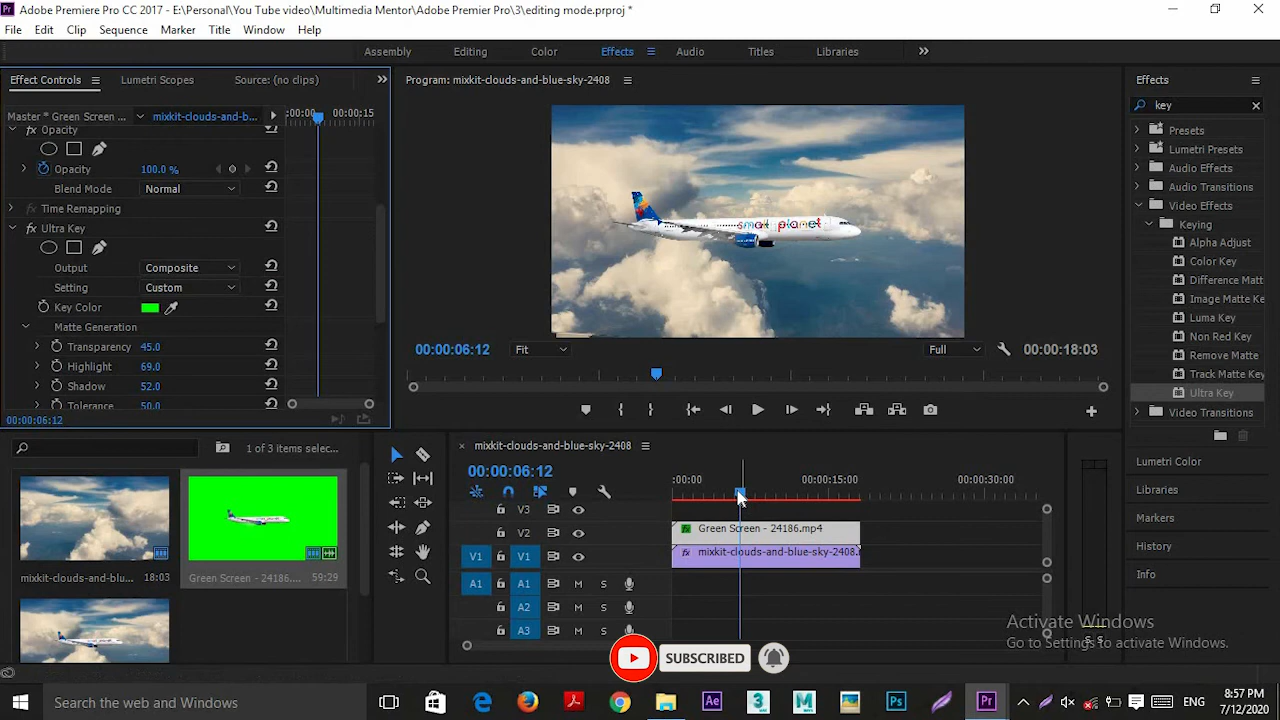 Adobe Premiere Pro CC 2017 - E:\Personal\You Tube video\Multimedia Mentor\Adobe Premier Pro\3\editing mode.prproj *
File Edit Clip Sequence Marker Title Window Help
Assembly Editing Color Effects Audio Titles Libraries
Effect Controls Lumetri Scopes Source: (no clips)
Program: mixkit-clouds-and-blue-sky-2408
Effects
key
Master * Green Screen ... mixkit-clouds-and-b...
:00:00 00:00:15
Opacity
Opacity 100.0 %
Blend Mode Normal
Time Remapping
Ultra Key
Output Composite
Setting Custom
Key Color
Matte Generation
Transparency 45.0
Highlight 69.0
Shadow 52.0
Tolerance 50.0
00:00:06:12
small planet
00:00:06:12 Fit Full 00:00:18:03
Presets
Lumetri Presets
Audio Effects
Audio Transitions
Video Effects
Keying
Alpha Adjust
Color Key
Difference Matt
Image Matte Ke
Luma Key
Non Red Key
Remove Matte
Track Matte Key
Ultra Key
Video Transitions
Lumetri Color
Libraries
Markers
History
Info
1 of 3 items selec...
mixkit-clouds-and-blu... 18:03
Green Screen - 24186.... 59:29
mixkit-clouds-and-blue-sky-2408
00:00:06:12
:00:00 00:00:15:00 00:00:30:00
V3
V2 Green Screen - 24186.mp4
V1 V1 mixkit-clouds-and-blue-sky-2408.
A1 A1 M S
A2 M S
A3 M S
S S
Activate Windows
Go to Settings to activate Windows.
SUBSCRIBED
Search the web and Windows
Ae 3 M Ps Pr
ENG
8:57 PM
7/12/2020